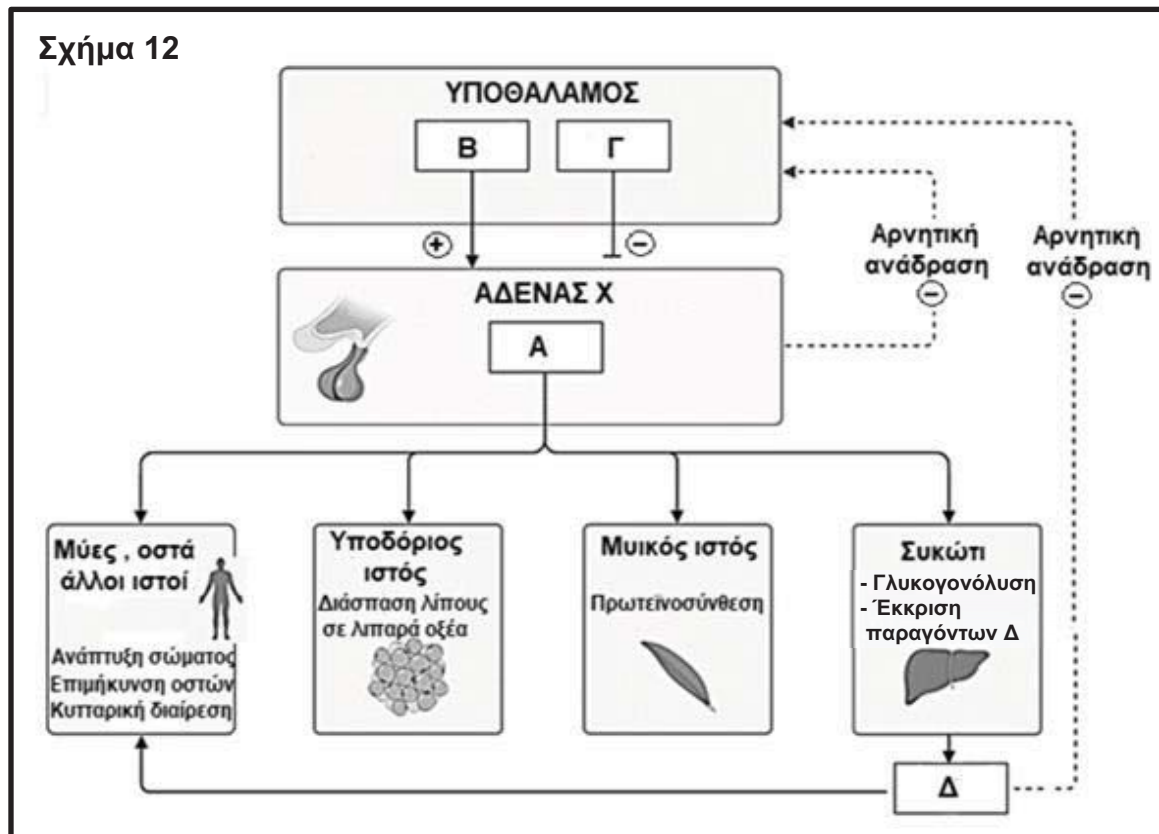 Σχήμα 12
ΥΠΟΘΑΛΑΜΟΣ
Β
Γ
+
-
Αρνητική
ανάδραση
-
Αρνητική
ανάδραση
-
ΑΔΕΝΑΣ Χ
Α
Μύες , οστά
άλλοι ιστοί
Ανάπτυξη σώματος
Επιμήκυνση οστών
Κυτταρική διαίρεση
Υποδόριος
ιστός
Διάσπαση λίπους
σε λιπαρά οξέα
Μυικός ιστός
Πρωτεϊνοσύνθεση
Συκώτι
- Γλυκογονόλυση
- Έκκριση
παραγόντων Δ
Δ